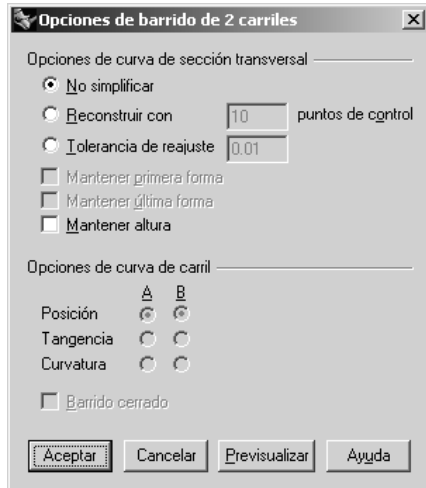 Opciones de barrido de 2 carriles
Opciones de curva de sección transversal
No simplificar
Reconstruir con 10 puntos de control
Tolerancia de reajuste 0.01
Mantener primera forma
Mantener última forma
Mantener altura
Opciones de curva de carril
A B
Posición
Tangencia
Curvatura
Barrido cerrado
Aceptar Cancelar Previsualizar Ayuda